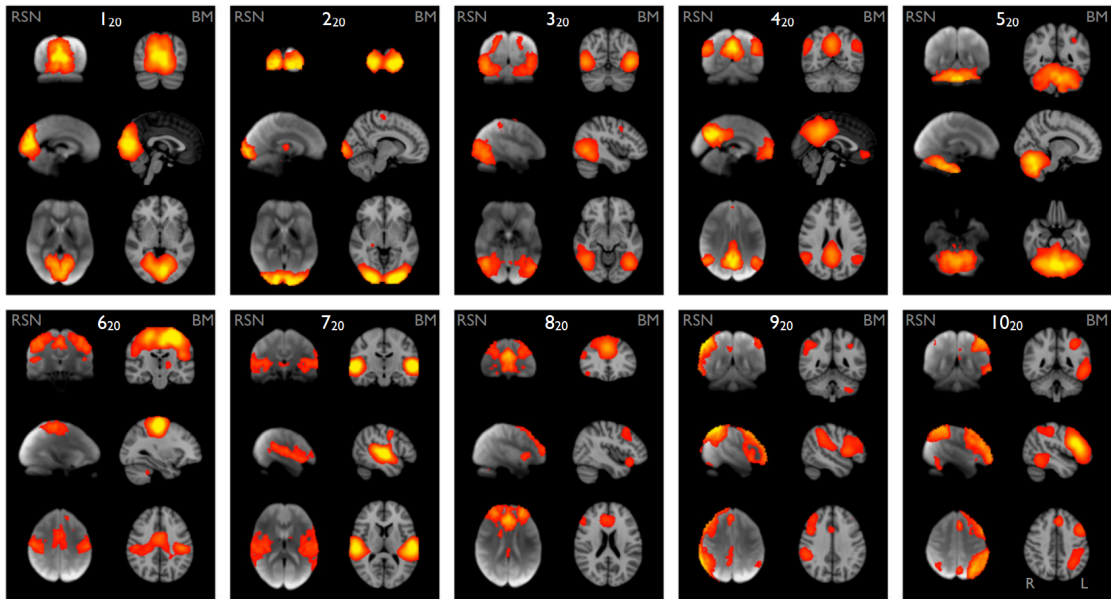 RSN 1₂₀ BM
RSN 2₂₀ BM
RSN 3₂₀ BM
RSN 4₂₀ BM
RSN 5₂₀ BM
RSN 6₂₀ BM
RSN 7₂₀ BM
RSN 8₂₀ BM
RSN 9₂₀ BM
RSN 10₂₀ BM
R L